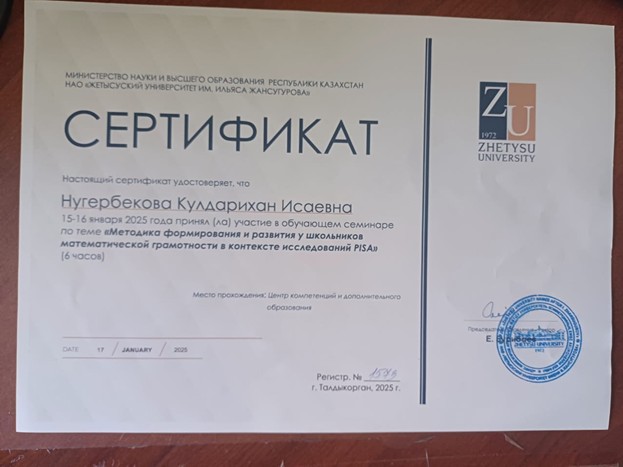 МИНИСТЕРСТВО НАУКИ И ВЫСШЕГО ОБРАЗОВАНИЯ РЕСПУБЛИКИ КАЗАХСТАН
НАО «ЖЕТЫСУСКИЙ УНИВЕРСИТЕТ ИМ. ИЛЬЯСА ЖАНСУГУРОВА»
СЕРТИФИКАТ
Настоящий сертификат удостоверяет, что
Нугербекова Кулдарихан Исаевна
15-16 января 2025 года принял (ла) участие в обучающем семинаре
по теме «Методика формирования и развития у школьников
математической грамотности в контексте исследований PISA»
(6 часов)
Место прохождения: Центр компетенций и дополнительного
образования
DATE 17 / JANUARY / 2025
Регистр. №
г. Талдыкорган, 2025 г.
ZU
1972
ZHETYSU
UNIVERSITY
Е.
ZHETYSU UNIVERSITY
1972